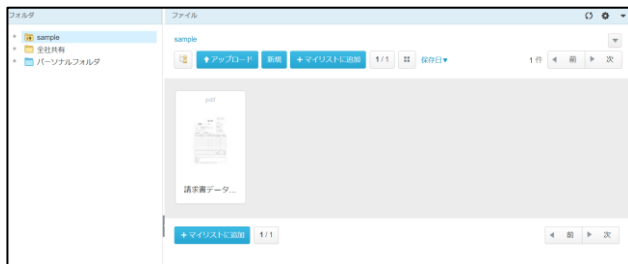 フォルダ
sample
全社共有
パーソナルフォルダ
ファイル
sample
アップロード 新規 +マイリストに追加 1/1 保存日▼ 1 件 前 次
pdf
請求書データ...
+マイリストに追加 1/1 前 次